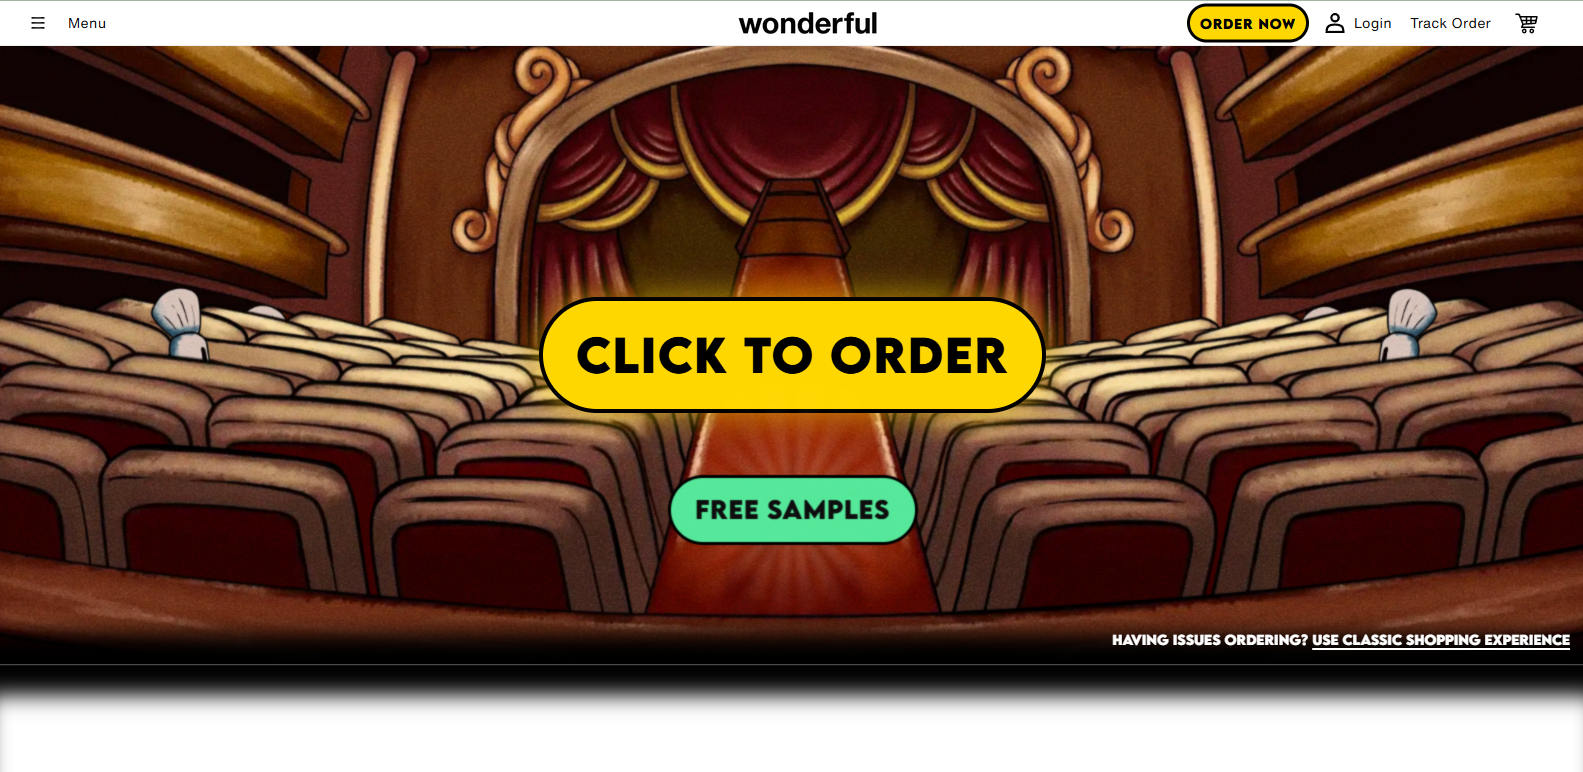 Menu
wonderful
ORDER NOW
Login
Track Order
CLICK TO ORDER
FREE SAMPLES
HAVING ISSUES ORDERING? USE CLASSIC SHOPPING EXPERIENCE